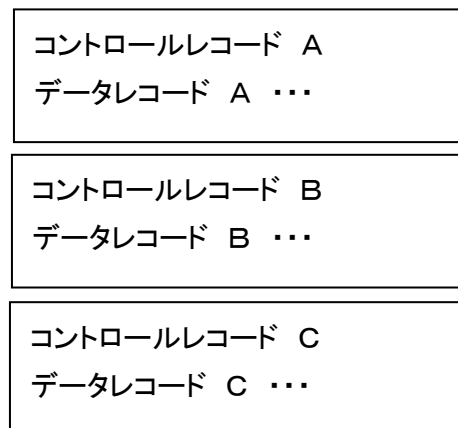 コントロールレコード　A
データレコード　A　・・・
コントロールレコード　B
データレコード　B　・・・
コントロールレコード　C
データレコード　C　・・・